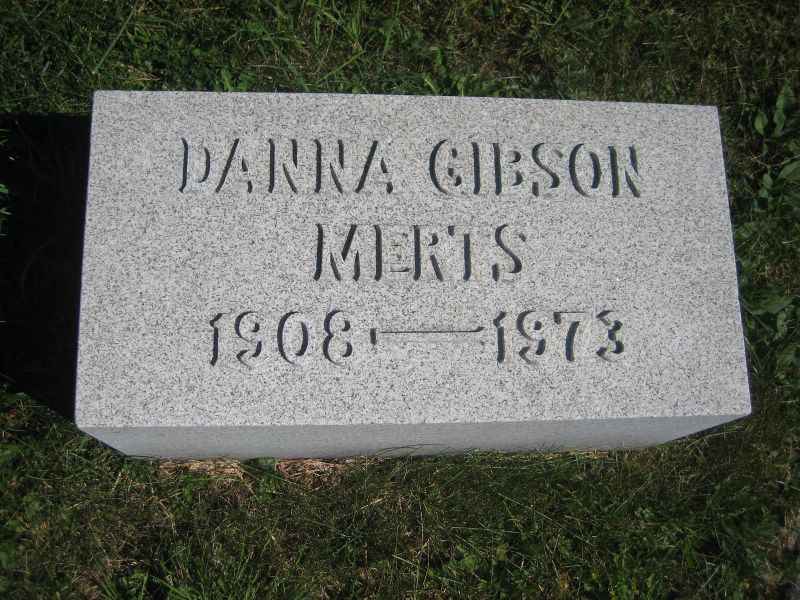 DANNA GIBSON
MERTS
1908 — 1973